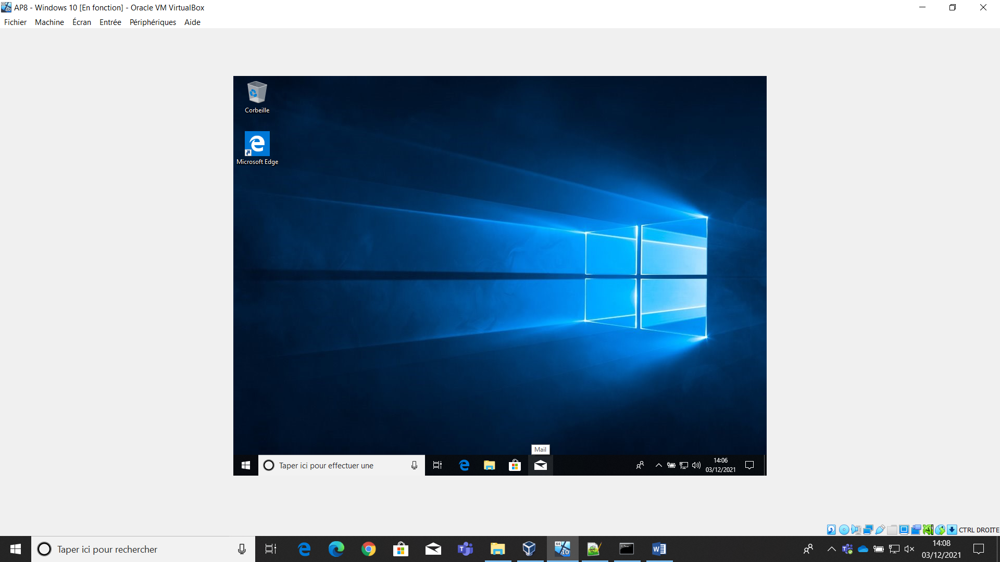 AP8 - Windows 10 [En fonction] - Oracle VM VirtualBox
Fichier Machine Écran Entrée Périphériques Aide
Corbeille
Microsoft Edge
Mail
Taper ici pour effectuer une
14:06
03/12/2021
CTRL DROITE
Taper ici pour rechercher
14:08
03/12/2021